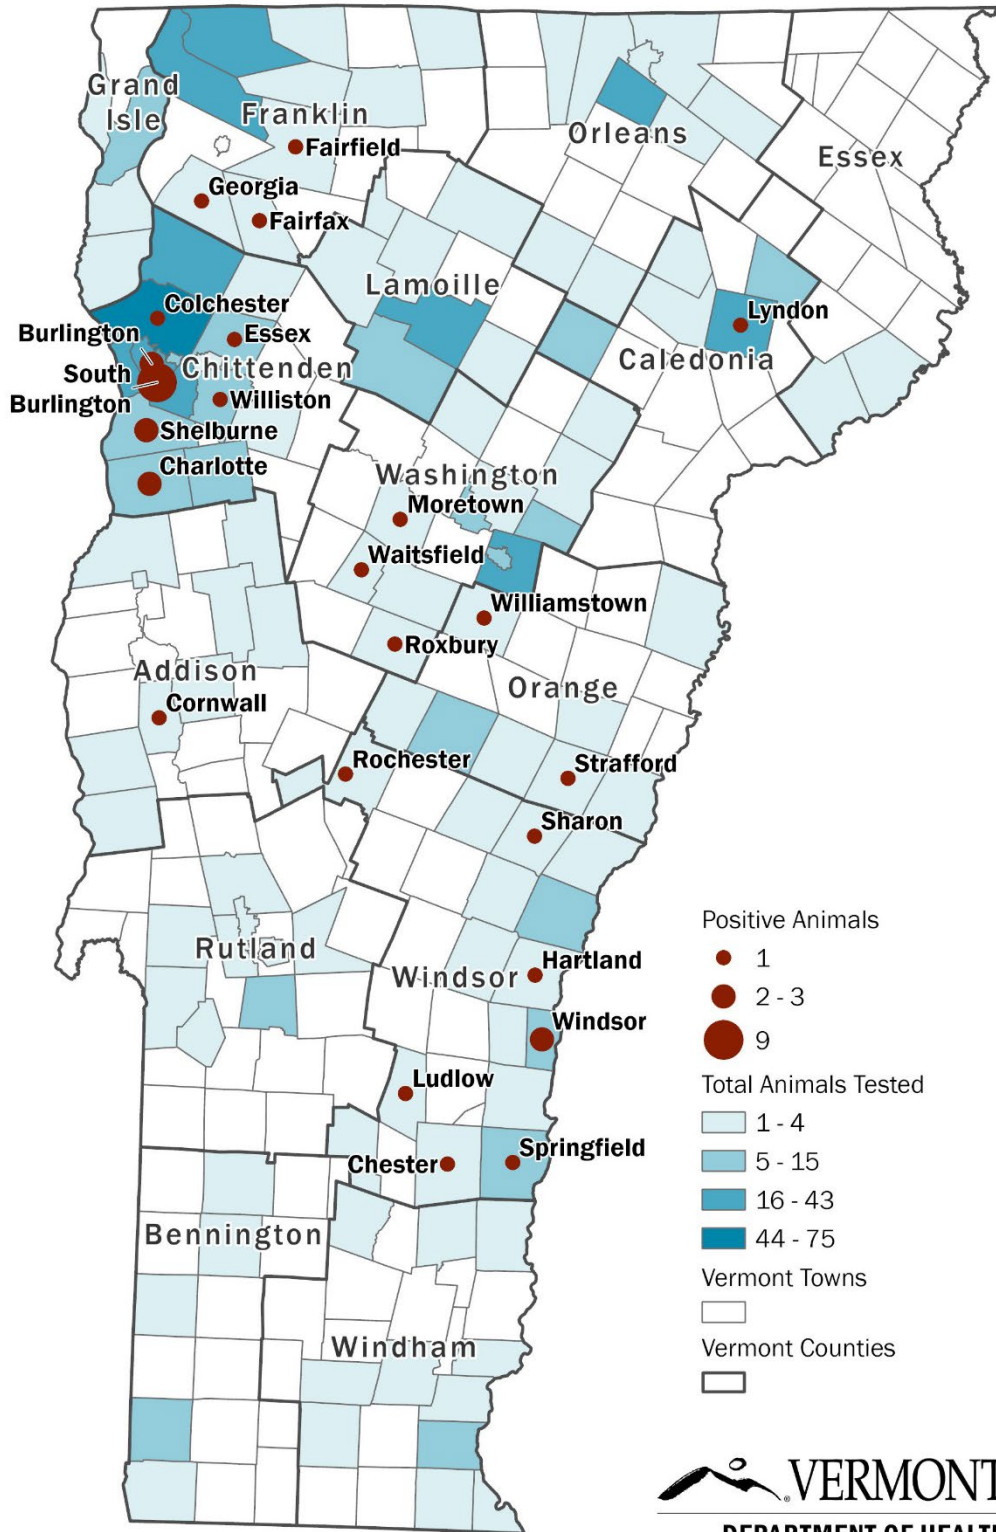 Grand
Isle
Franklin
Fairfield
Georgia
Fairfax
Orleans
Essex
Lamoille
Colchester
Burlington
Essex
South
Burlington
Chittenden
Williston
Shelburne
Charlotte
Lyndon
Caledonia
Washington
Moretown
Waitsfield
Williamstown
Roxbury
Orange
Addison
Cornwall
Rochester
Strafford
Sharon
Rutland
Windsor
Hartland
Windsor
Ludlow
Chester
Springfield
Bennington
Windham
Positive Animals
1
2 - 3
9
Total Animals Tested
1 - 4
5 - 15
16 - 43
44 - 75
Vermont Towns
Vermont Counties
VERMONT
DEPARTMENT OF HEALTH